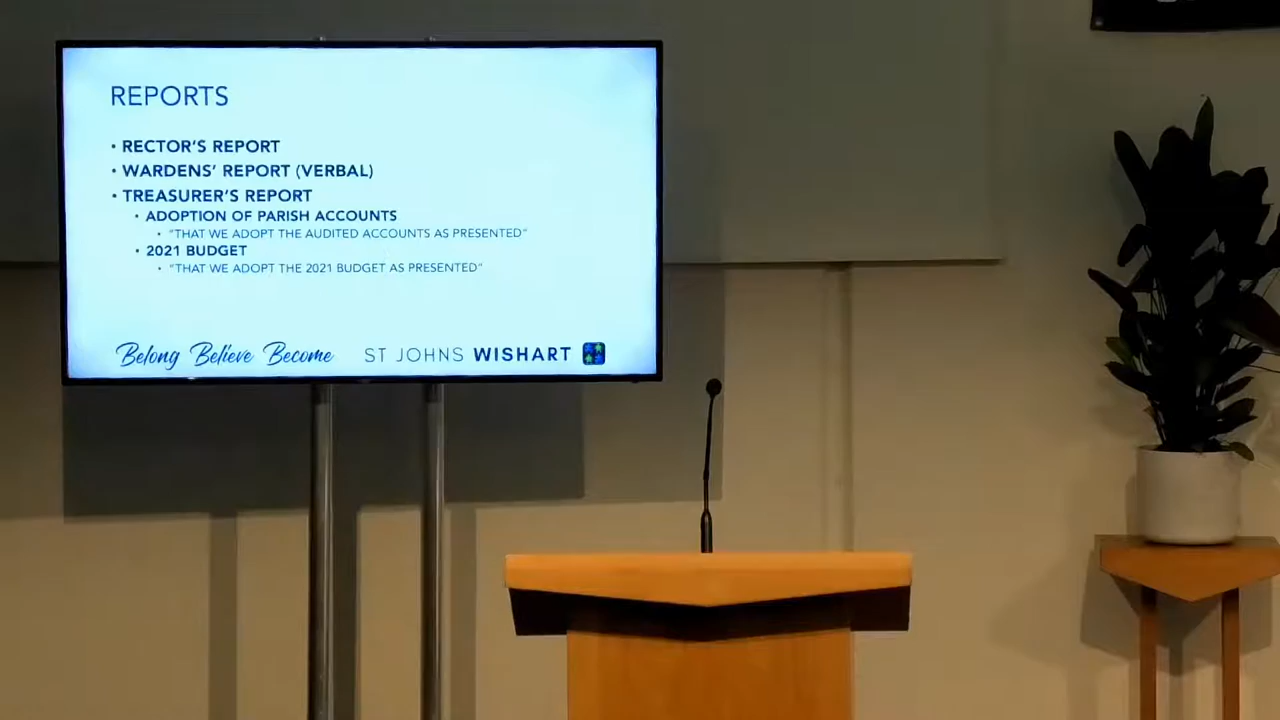 REPORTS
• RECTOR'S REPORT
• WARDENS' REPORT (VERBAL)
• TREASURER'S REPORT
• ADOPTION OF PARISH ACCOUNTS
• "THAT WE ADOPT THE AUDITED ACCOUNTS AS PRESENTED"
• 2021 BUDGET
• "THAT WE ADOPT THE 2021 BUDGET AS PRESENTED"
Belong Believe Become ST JOHNS WISHART